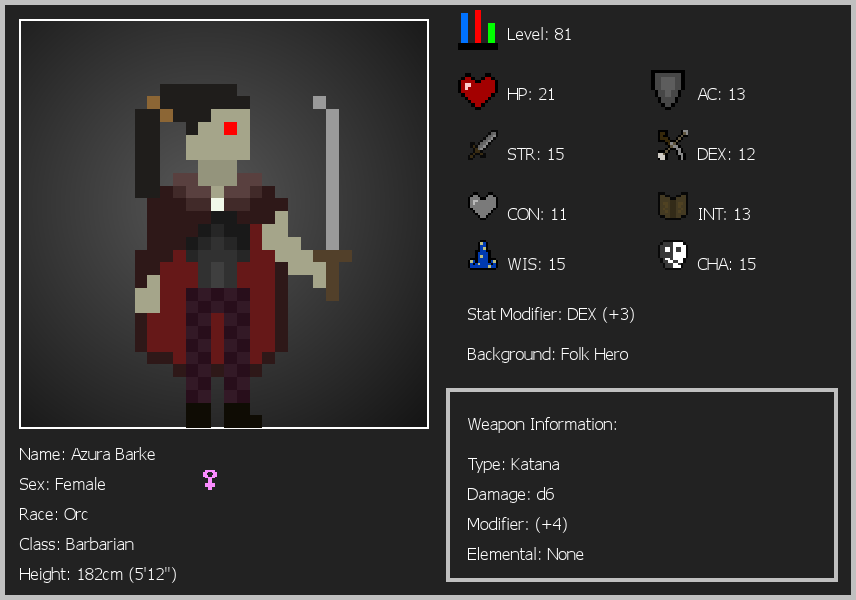 Level: 81
HP: 21
AC: 13
STR: 15
DEX: 12
CON: 11
INT: 13
WIS: 15
CHA: 15
Stat Modifier: DEX (+3)
Background: Folk Hero
Weapon Information:
Type: Katana
Damage: d6
Modifier: (+4)
Elemental: None
Name: Azura Barke
Sex: Female
Race: Orc
Class: Barbarian
Height: 182cm (5'12")